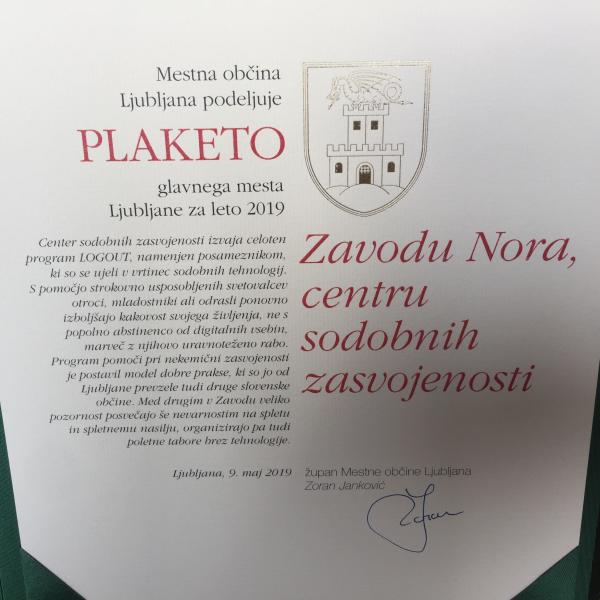 Mestna občina
Ljubljana podeljuje
PLAKETO
glavnega mesta
Ljubljane za leto 2019
Center sodobnih zasvojenosti izvaja celoten
program LOGOUT, namenjen posameznikom,
ki so se ujeli v vrtinec sodobnih tehnologij.
S pomočjo strokovno usposobljenih svetovalcev
otroci, mladostniki ali odrasli ponovno
izboljšajo kakovost svojega življenja, ne s
popolno abstinenco od digitalnih vsebin,
marveč z njihovo uravnoteženo rabo.
Program pomoči pri nekemični zasvojenosti
je postavil model dobre prakse, ki so jo od
Ljubljane prevzele tudi druge slovenske
občine. Med drugim v Zavodu veliko
pozornost posvečajo še nevarnostim na spletu
in spletnemu nasilju, organizirajo pa tudi
poletne tabore brez tehnologije.
Ljubljana, 9. maj 2019
Zavodu Nora,
centru
sodobnih
zasvojenosti
župan Mestne občine Ljubljana
Zoran Janković